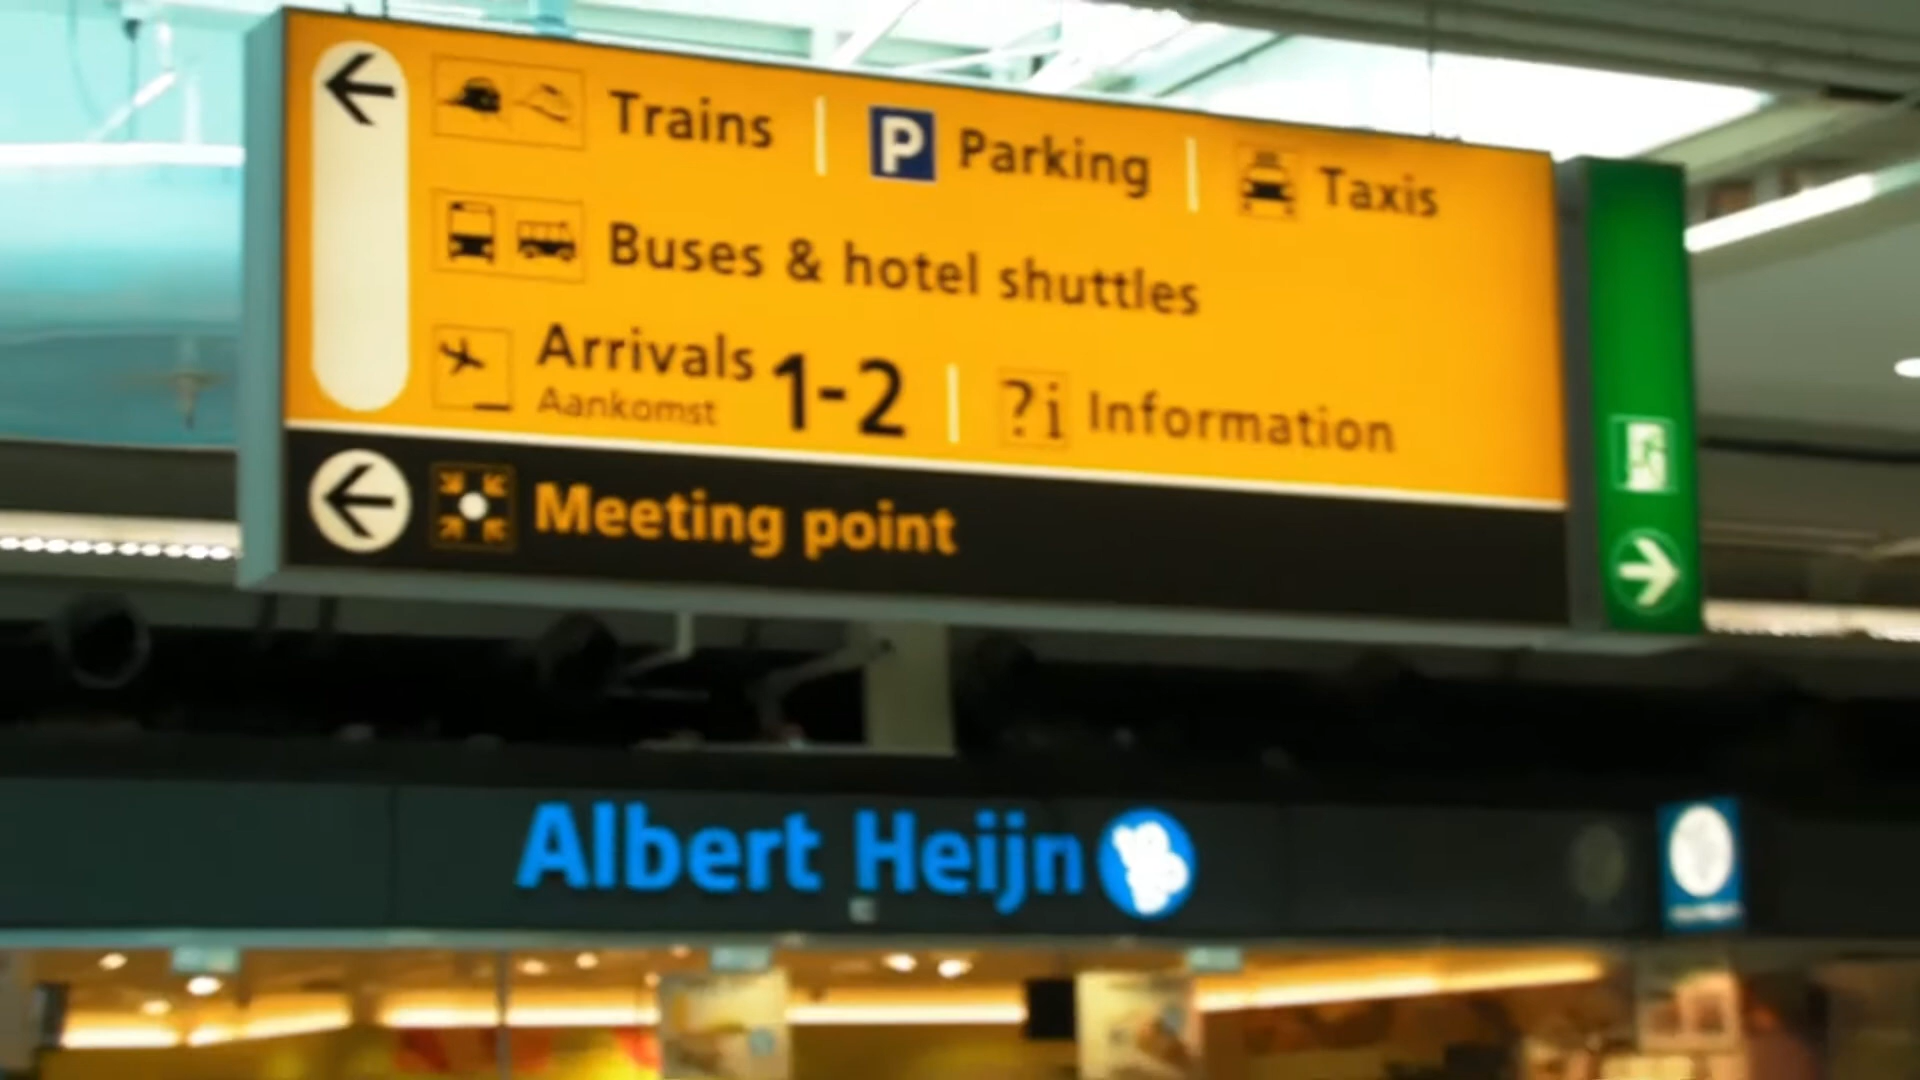 Trains P Parking Taxis
Buses & hotel shuttles
Arrivals 1-2 ?i Information
Aankomst
Meeting point
Albert Heijn